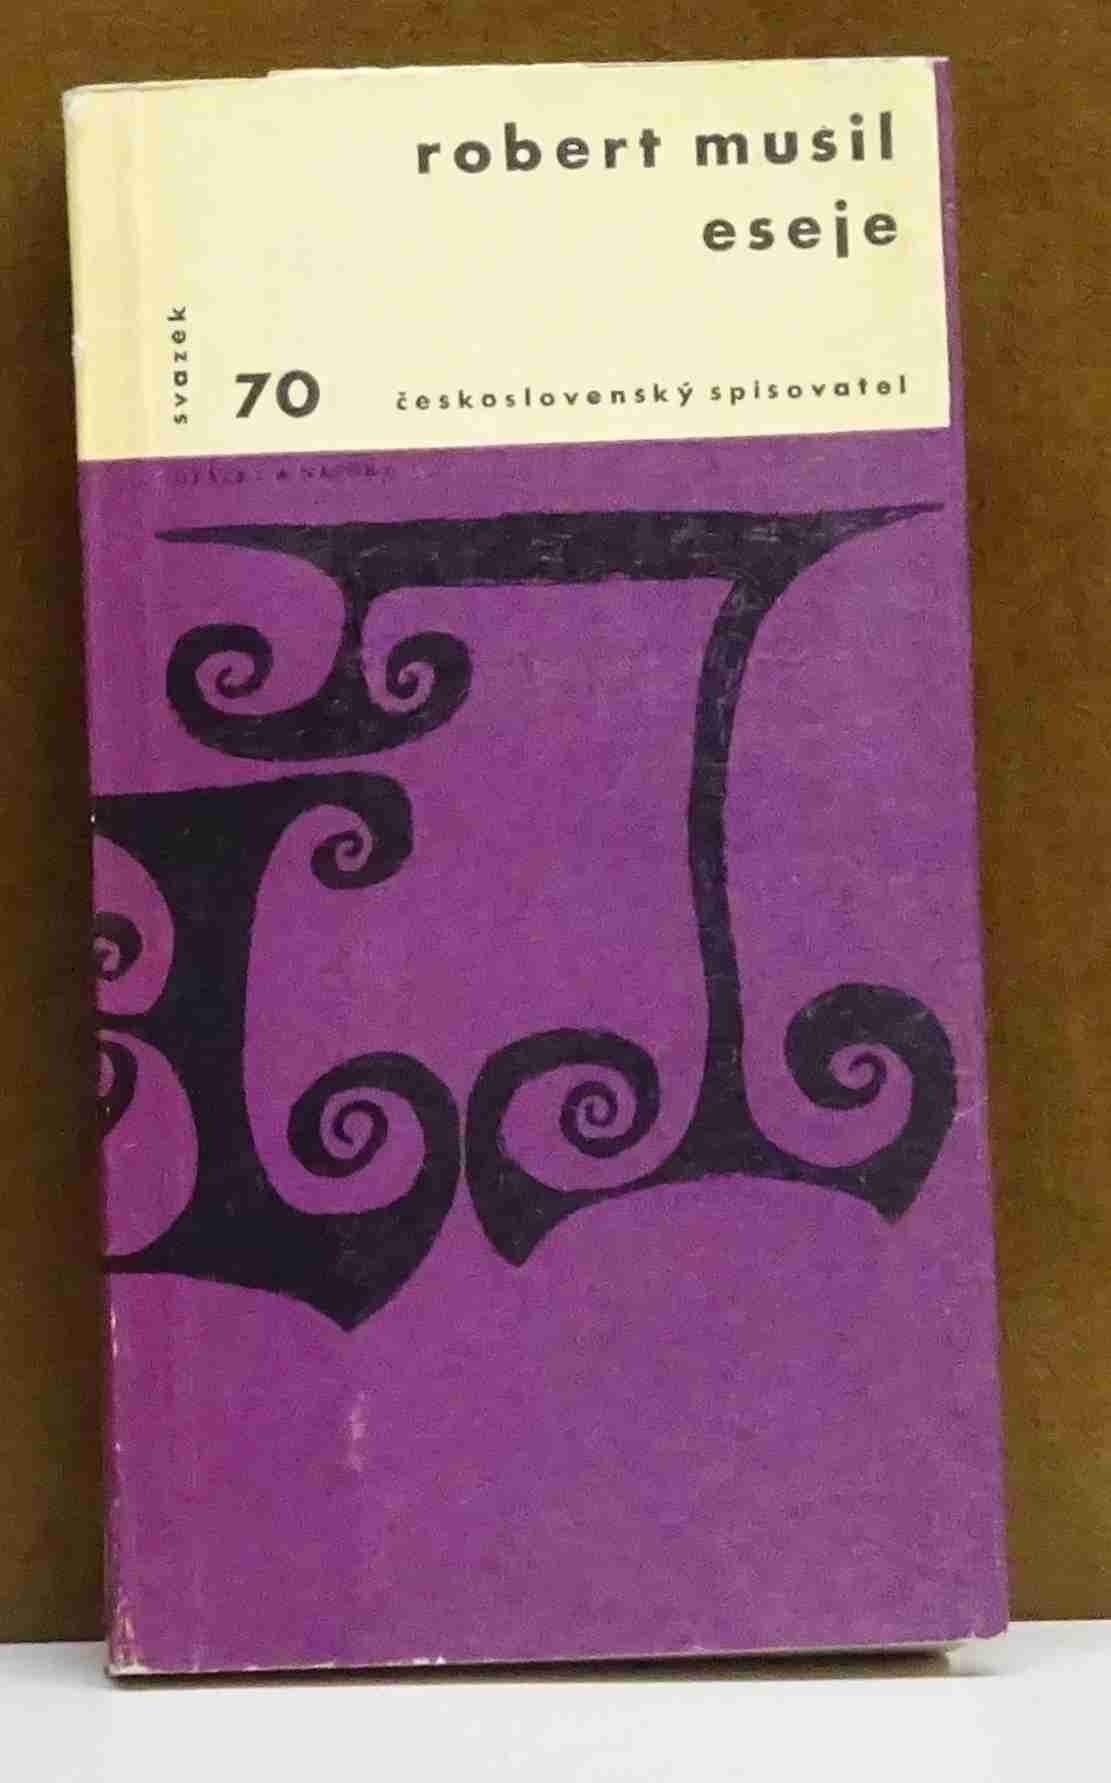 robert musil
eseje
svazek
70
československý spisovatel